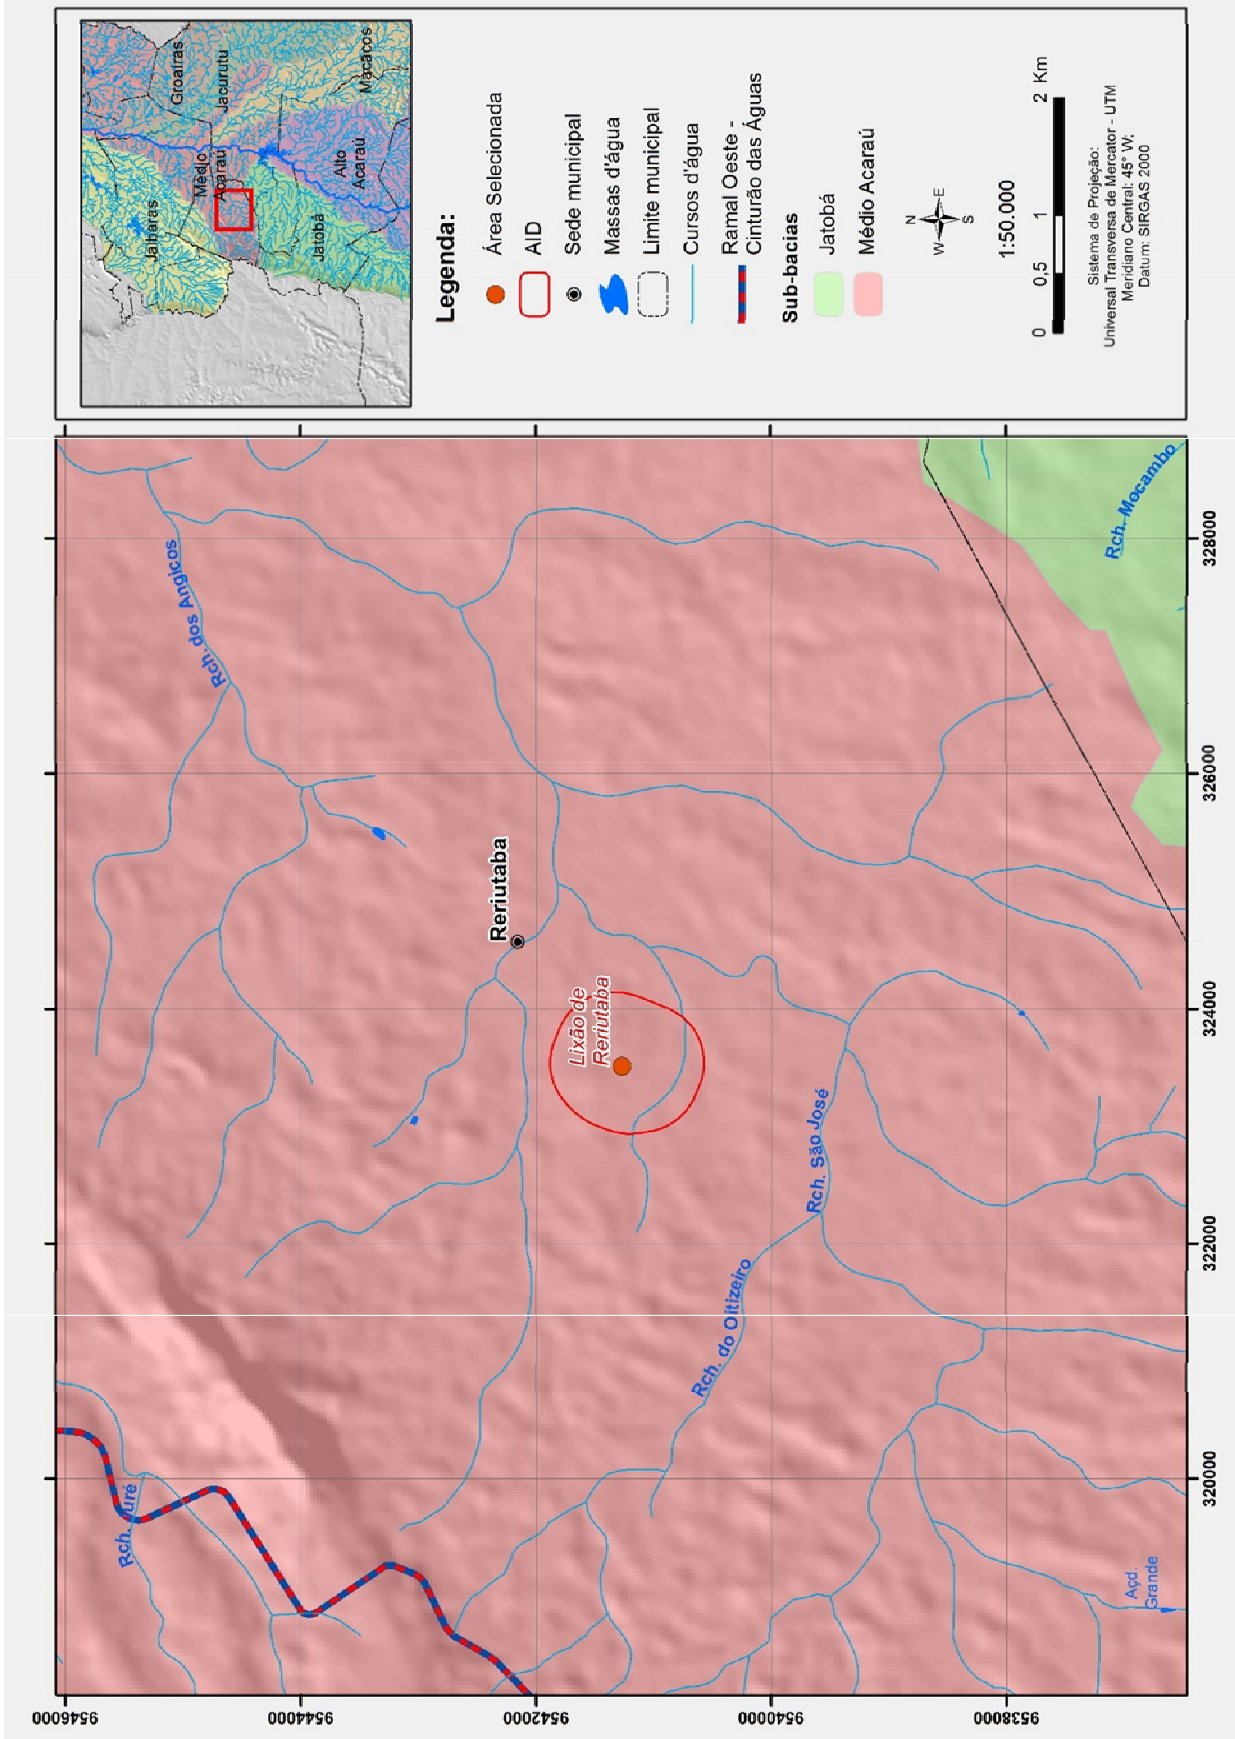 Groaíras
Jacurutu
Macacos
Médio
Acaraú
Alto
Acaraú
Jaibaras
Jatobá
Legenda:
Área Selecionada
AID
Sede municipal
Massas d'água
Limite municipal
Cursos d'água
Ramal Oeste -
Cinturão das Águas
Sub-bacias
Jatobá
Médio Acaraú
N
W
E
S
1:50.000
0
0,5
1
2
Km
Sistema de Projeção:
Universal Transversa de Mercator - UTM
Meridiano Central: 45° W;
Datum: SIRGAS 2000
Rch. dos Angicos
Rch. Mocambo
Reriutaba
Lixão de
Reriutaba
Rch. São José
Rch. do Oitizeiro
Rch. Juré
Açd.
Grande
9546000
9544000
9542000
9540000
9538000
320000
322000
324000
326000
328000